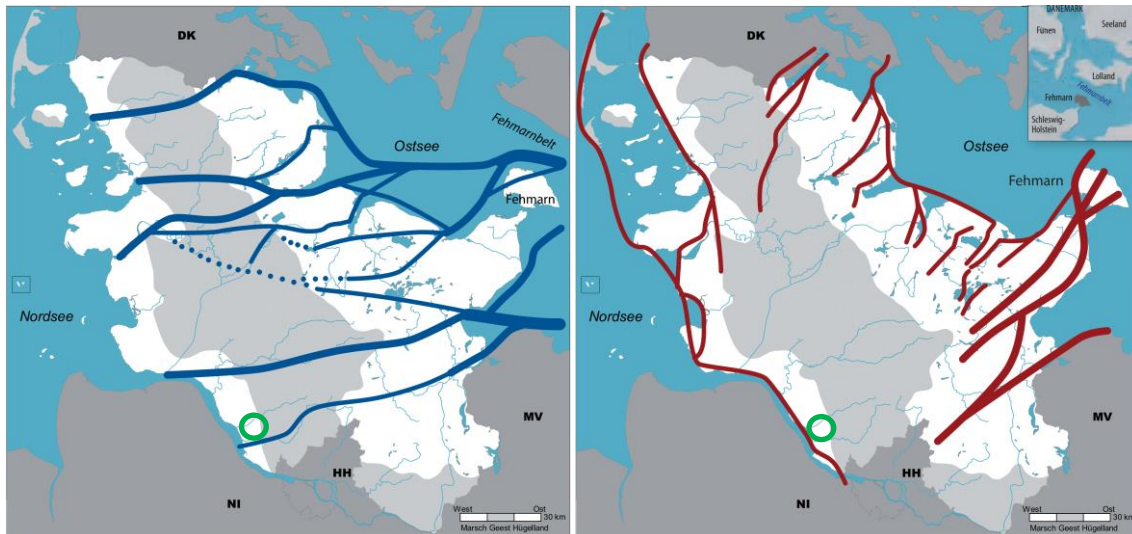 DK
Ostsee
Fehmarnbelt
Fehmarn
Nordsee
MV
HH
NI
West
Ost
30 km
Marsch Geest Hügelland
DK
DÄNEMARK
Fünen
Seeland
Lolland
Fehmarnbelt
Fehmarn
Schleswig-
Holstein
Ostsee
Fehmarn
Nordsee
MV
HH
NI
West
Ost
30 km
Marsch Geest Hügelland